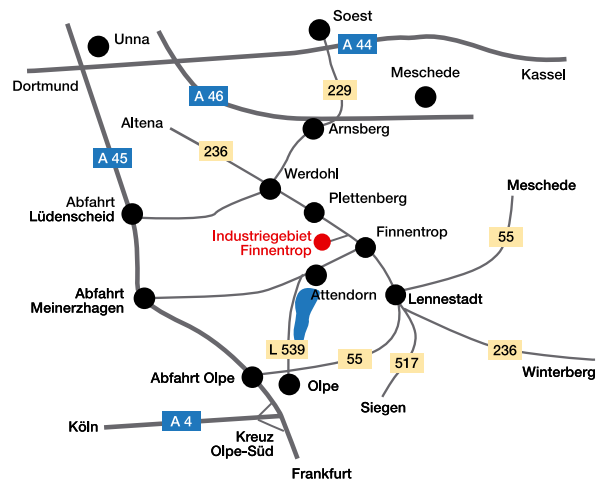 Soest
Unna
A 44
Kassel
Dortmund
Meschede
229
A 46
Altena
Arnsberg
236
A 45
Werdohl
Meschede
Abfahrt
Lüdenscheid
Plettenberg
Industriegebiet
Finnentrop
Finnentrop
55
Abfahrt
Meinerzhagen
Attendorn
Lennestadt
L 539
55
517
236
Winterberg
Abfahrt Olpe
Olpe
Siegen
Köln
A 4
Kreuz
Olpe-Süd
Frankfurt